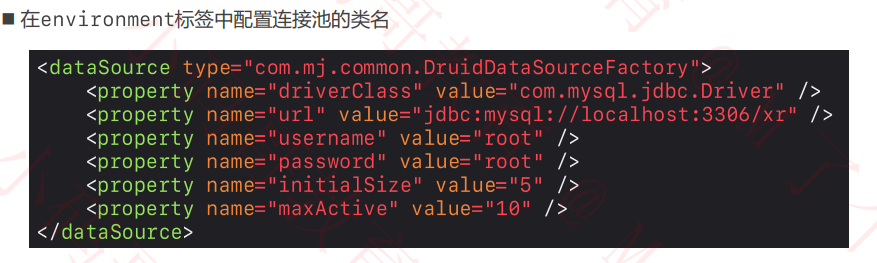 ■ 在environment标签中配置连接池的类名
<dataSource type="com.mj.common.DruidDataSourceFactory">
    <property name="driverClass" value="com.mysql.jdbc.Driver" />
    <property name="url" value="jdbc:mysql://localhost:3306/xr" />
    <property name="username" value="root" />
    <property name="password" value="root" />
    <property name="initialSize" value="5" />
    <property name="maxActive" value="10" />
</dataSource>